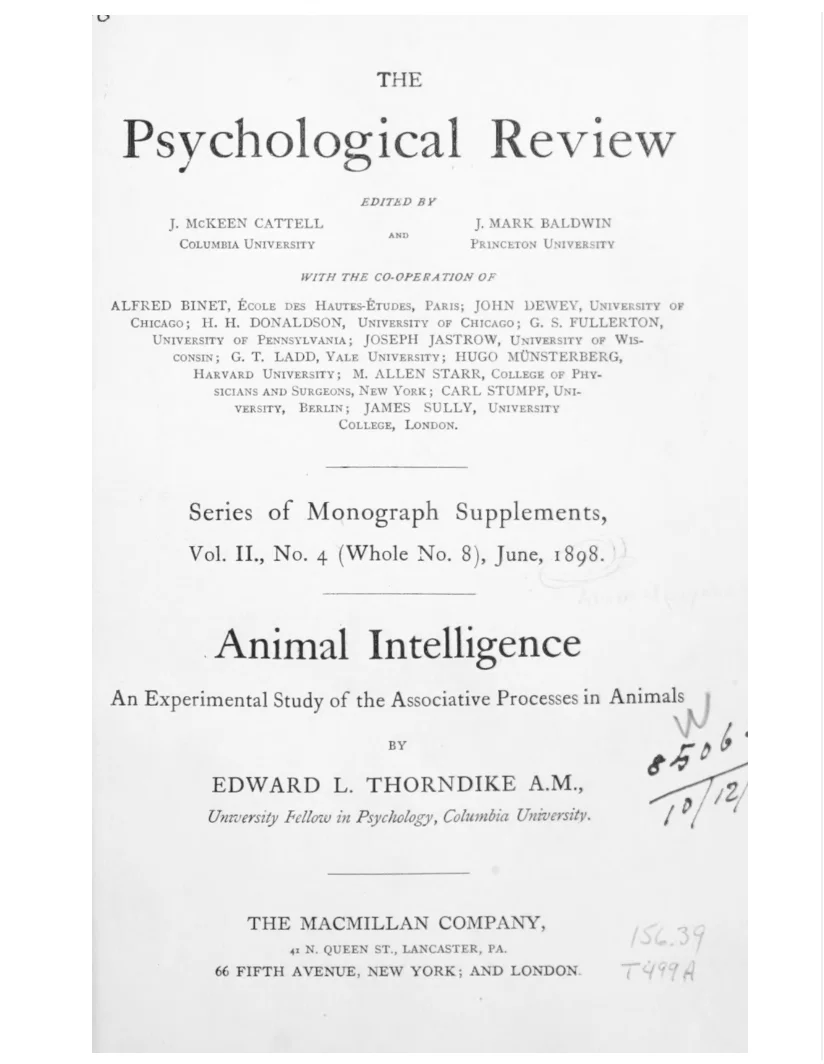 THE
Psychological Review
EDITED BY
J. McKEEN CATTELL
COLUMBIA UNIVERSITY
AND
J. MARK BALDWIN
PRINCETON UNIVERSITY
WITH THE CO-OPERATION OF
ALFRED BINET, ÉCOLE DES HAUTES-ÉTUDES, PARIS; JOHN DEWEY, UNIVERSITY OF
CHICAGO; H. H. DONALDSON, UNIVERSITY OF CHICAGO; G. S. FULLERTON,
UNIVERSITY OF PENNSYLVANIA; JOSEPH JASTROW, UNIVERSITY OF WIS-
CONSIN; G. T. LADD, YALE UNIVERSITY; HUGO MÜNSTERBERG,
HARVARD UNIVERSITY; M. ALLEN STARR, COLLEGE OF PHY-
SICIANS AND SURGEONS, NEW YORK; CARL STUMPF, UNI-
VERSITY, BERLIN; JAMES SULLY, UNIVERSITY
COLLEGE, LONDON.
Series of Monograph Supplements,
Vol. II., No. 4 (Whole No. 8), June, 1898.
Animal Intelligence
An Experimental Study of the Associative Processes in Animals
W
BY
8506
10/12/
EDWARD L. THORNDIKE A.M.,
University Fellow in Psychology, Columbia University.
THE MACMILLAN COMPANY,
41 N. QUEEN ST., LANCASTER, PA.
66 FIFTH AVENUE, NEW YORK; AND LONDON.
156.39
T499A